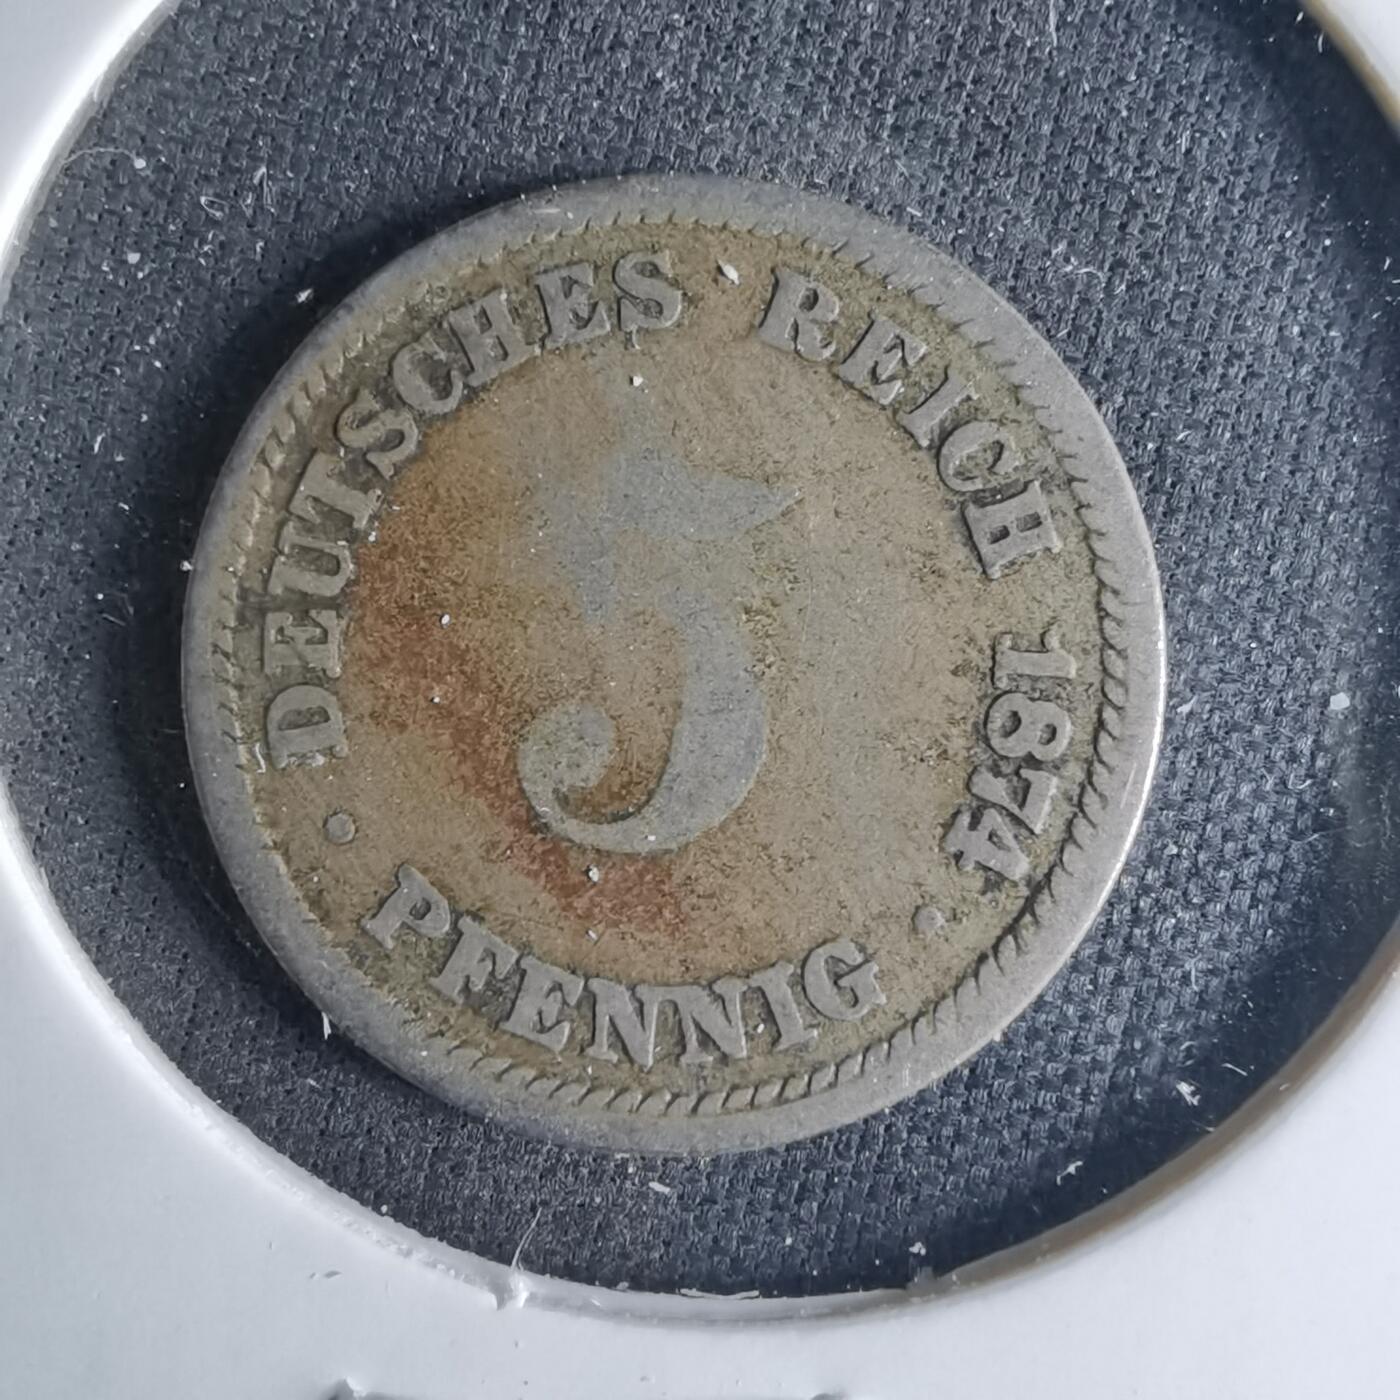 DEUTSCHES REICH 1874
5
PFENNIG